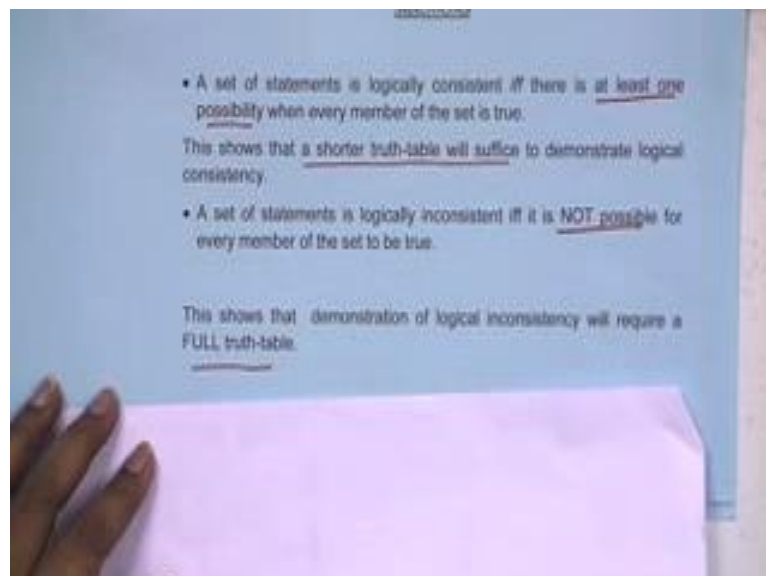 • A set of statements is logically consistent iff there is at least one
possibility when every member of the set is true.
This shows that a shorter truth-table will suffice to demonstrate logical
consistency.
• A set of statements is logically inconsistent iff it is NOT possible for
every member of the set to be true.
This shows that demonstration of logical inconsistency will require a
FULL truth-table.